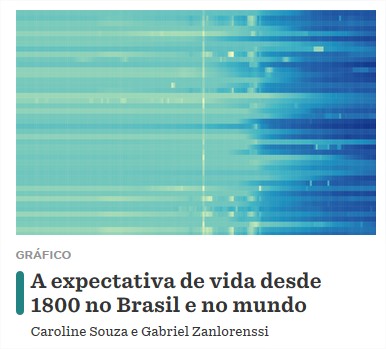 GRÁFICO
A expectativa de vida desde
1800 no Brasil e no mundo
Caroline Souza e Gabriel Zanlorenssi